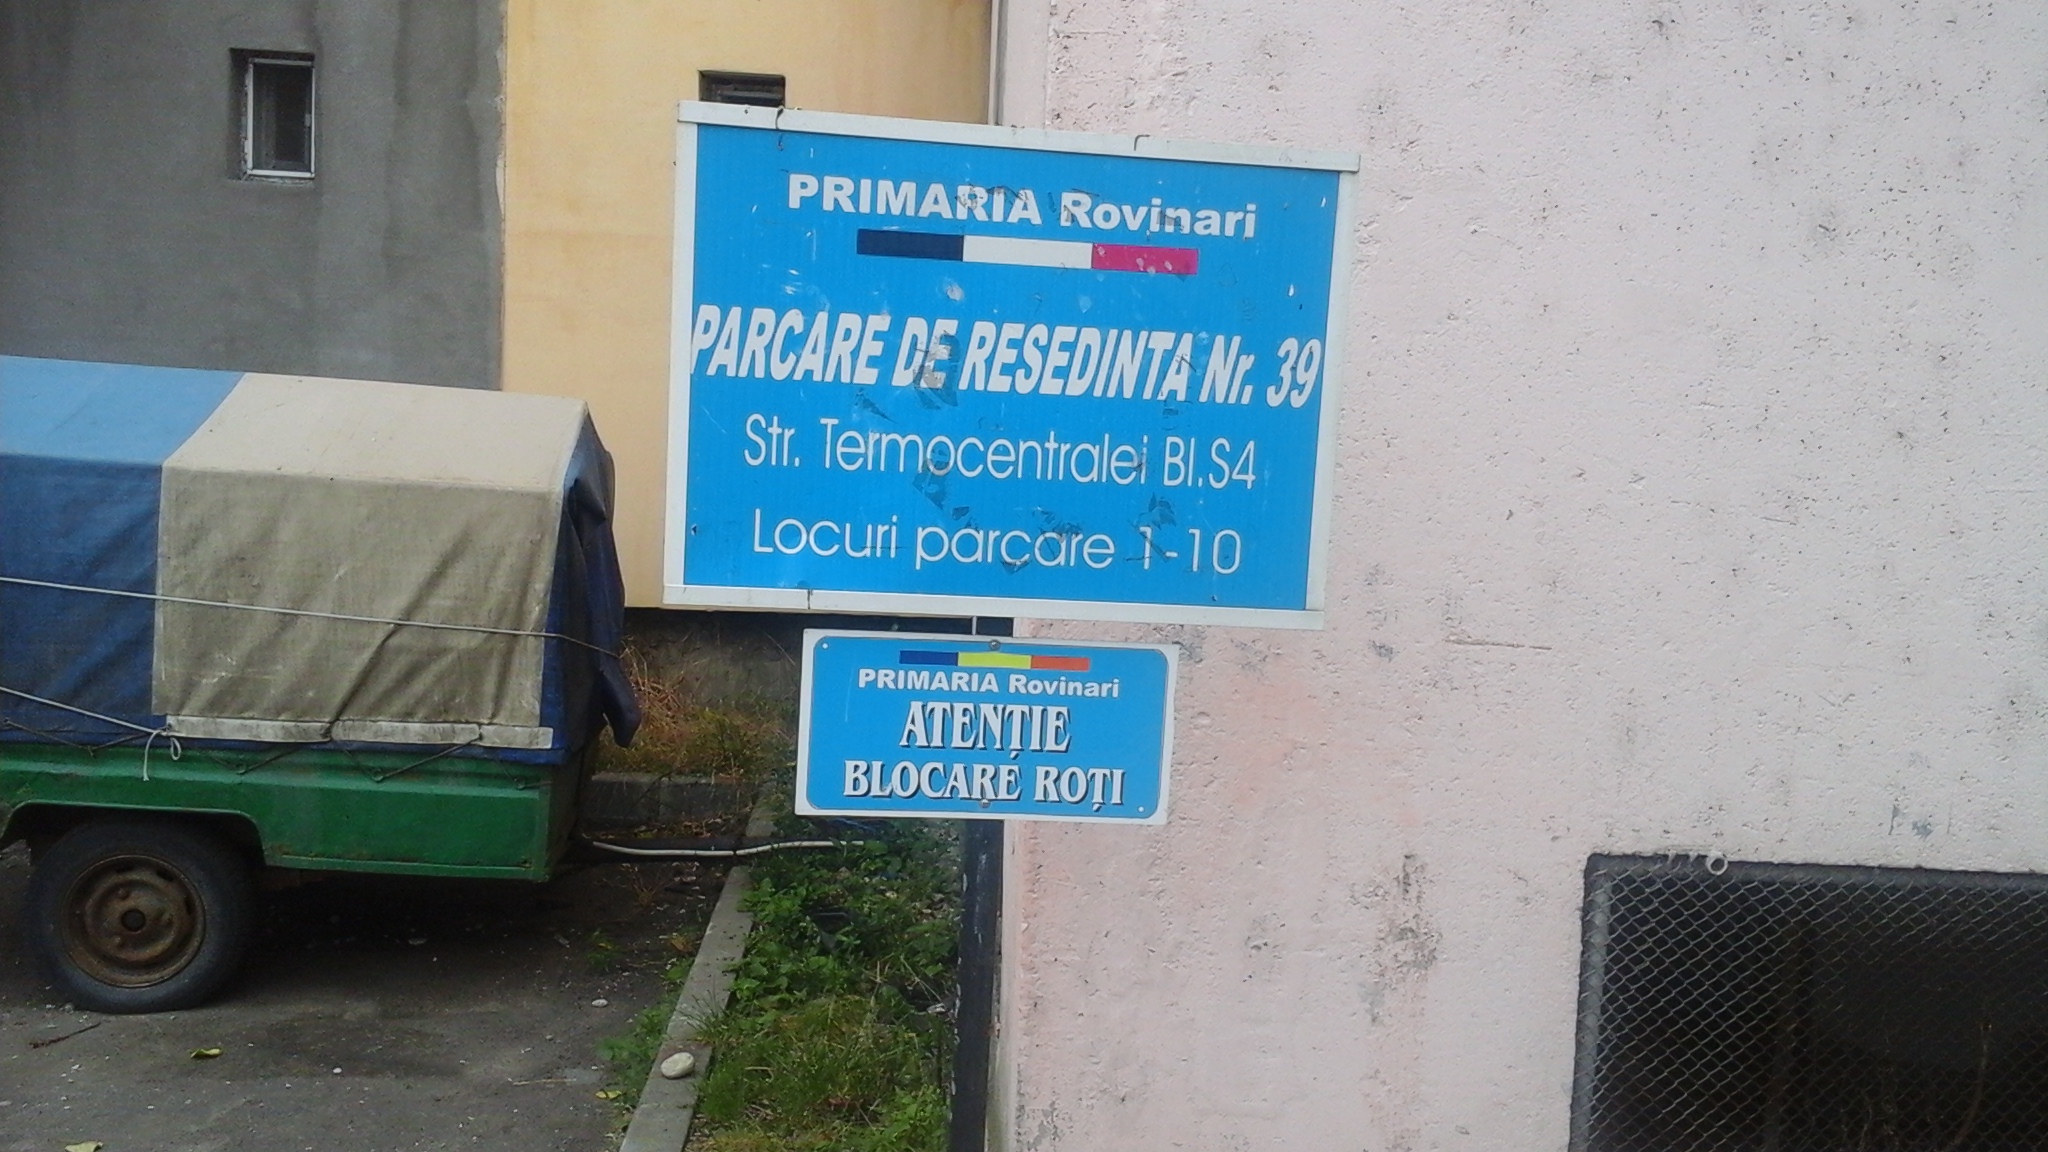 PRIMARIA Rovinari
PARCARE DE RESEDINTA Nr. 39
Str. Termocentralei Bl.S4
Locuri parcare 1-10
PRIMARIA Rovinari
ATENȚIE
BLOCARE ROȚI